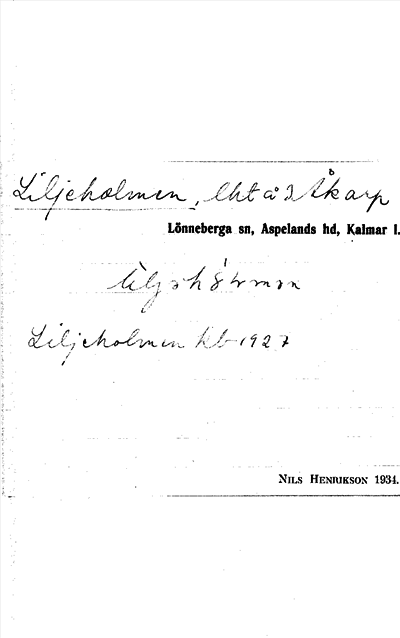 Liljeholmen, lht å Åkarp
Lönneberga sn, Aspelands hd, Kalmar l.
Liljeholmen kb 1927
NILS HENRIKSON 1934.